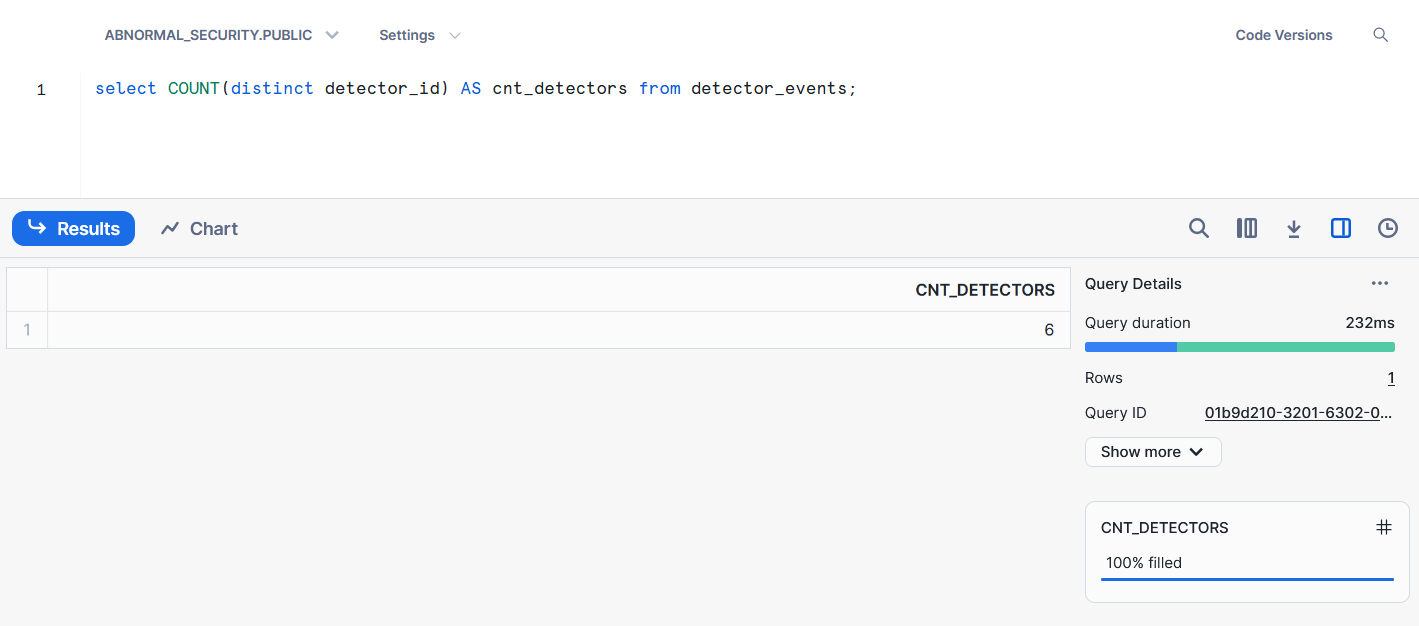 ABNORMAL_SECURITY.PUBLIC Settings Code Versions
1 select COUNT(distinct detector_id) AS cnt_detectors from detector_events;
Results Chart
CNT_DETECTORS
1 6
Query Details ...
Query duration 232ms
Rows 1
Query ID 01b9d210-3201-6302-0...
Show more
CNT_DETECTORS #
100% filled